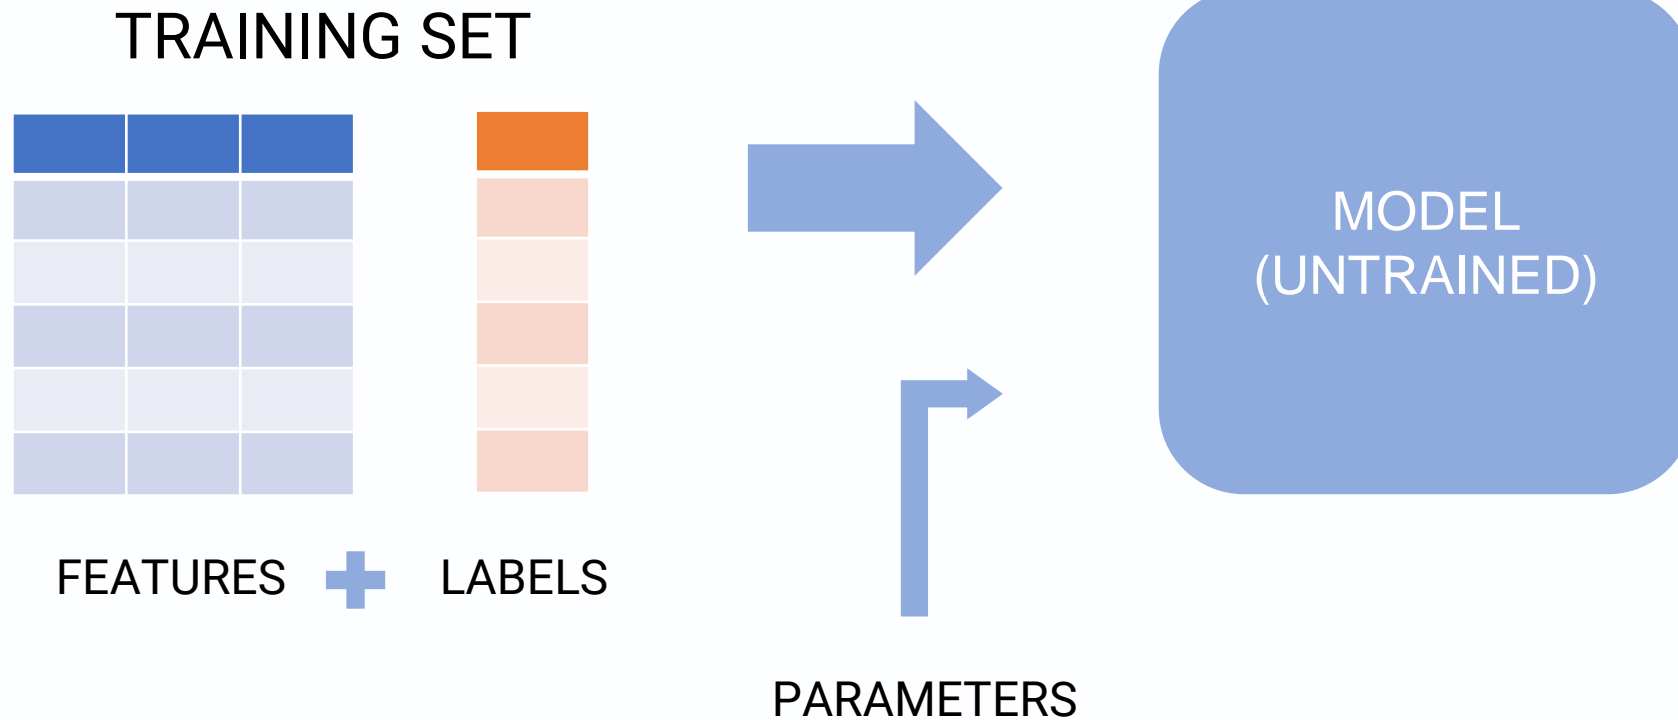 TRAINING SET
MODEL
(UNTRAINED)
FEATURES
LABELS
PARAMETERS